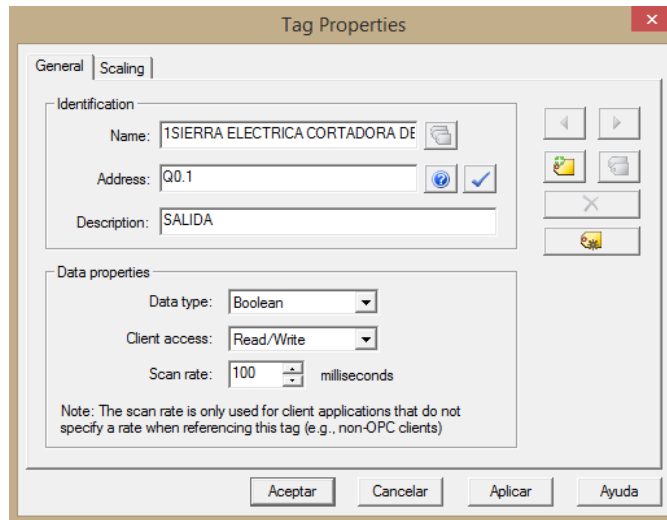 Tag Properties
General Scaling
Identification
Name: 1SIERRA ELECTRICA CORTADORA DE
Address: Q0.1
Description: SALIDA
Data properties
Data type: Boolean
Client access: Read/Write
Scan rate: 100 milliseconds
Note: The scan rate is only used for client applications that do not
specify a rate when referencing this tag (e.g., non-OPC clients)
Aceptar Cancelar Aplicar Ayuda